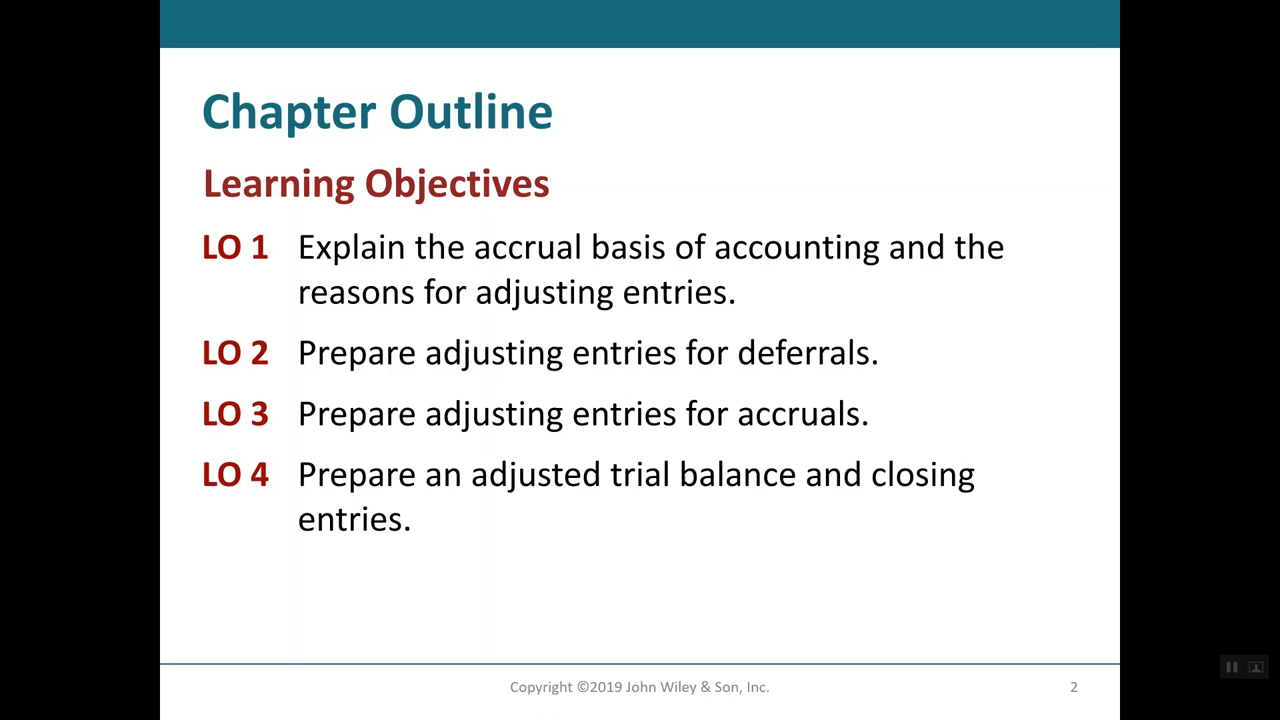 Chapter Outline
Learning Objectives
LO 1 Explain the accrual basis of accounting and the
reasons for adjusting entries.
LO 2 Prepare adjusting entries for deferrals.
LO 3 Prepare adjusting entries for accruals.
LO 4 Prepare an adjusted trial balance and closing
entries.
Copyright ©2019 John Wiley & Son, Inc.
2